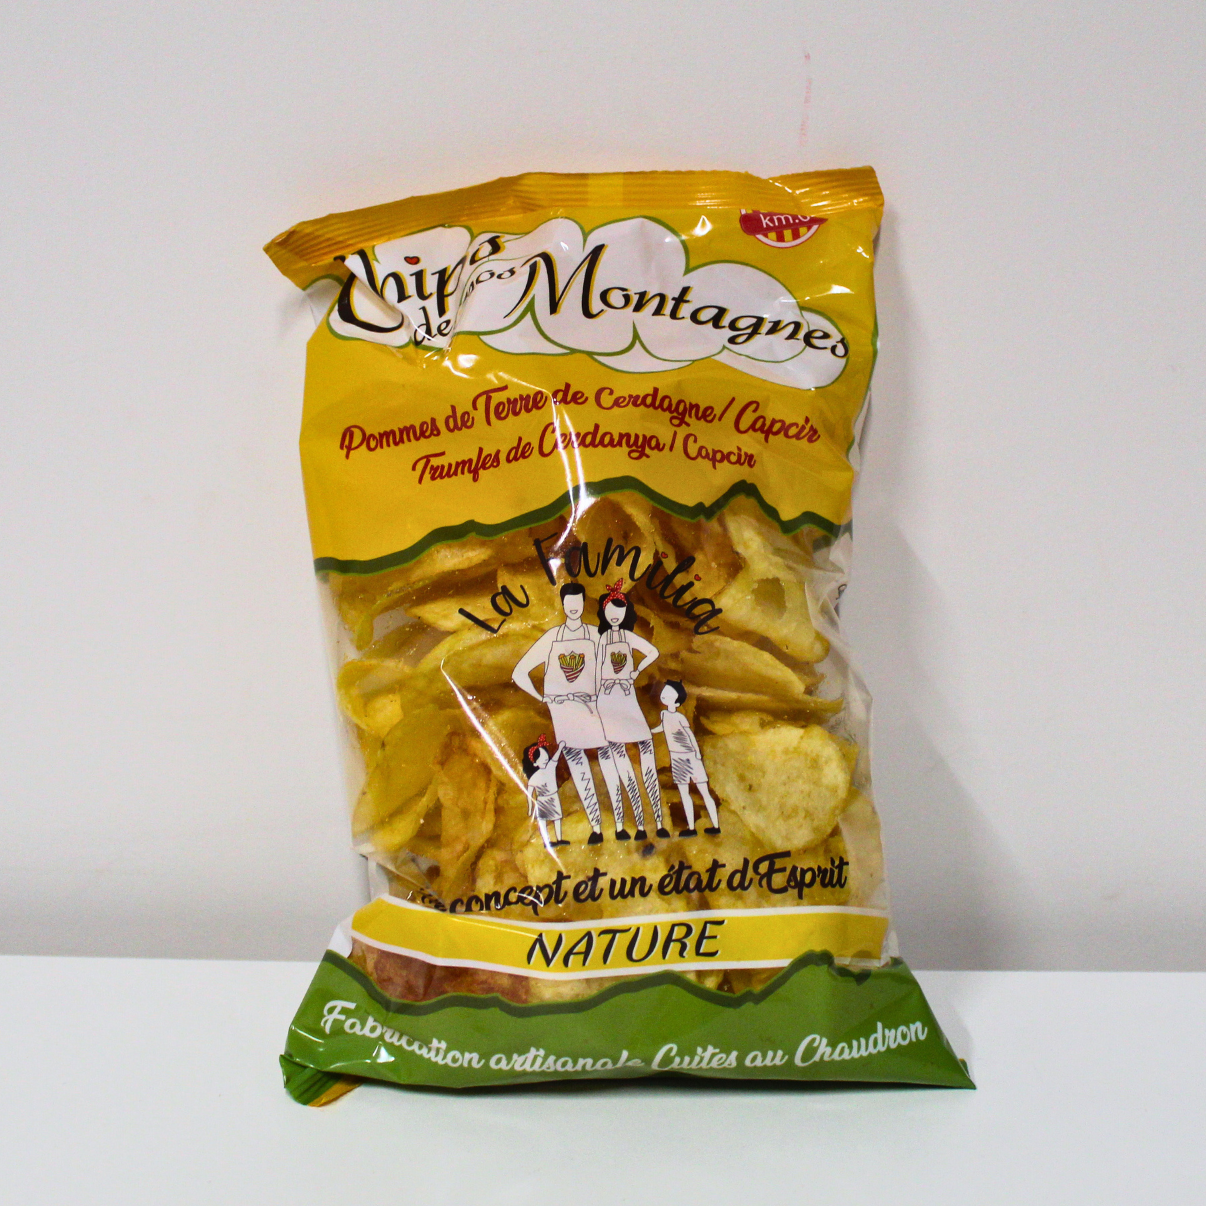 km.0
Chips
de nos Montagnes
Pommes de Terre de Cerdagne / Capcir
Trumfes de Cerdanya / Capcir
La Familia
concept et un état d'Esprit
NATURE
Fabrication artisanale Cuites au Chaudron